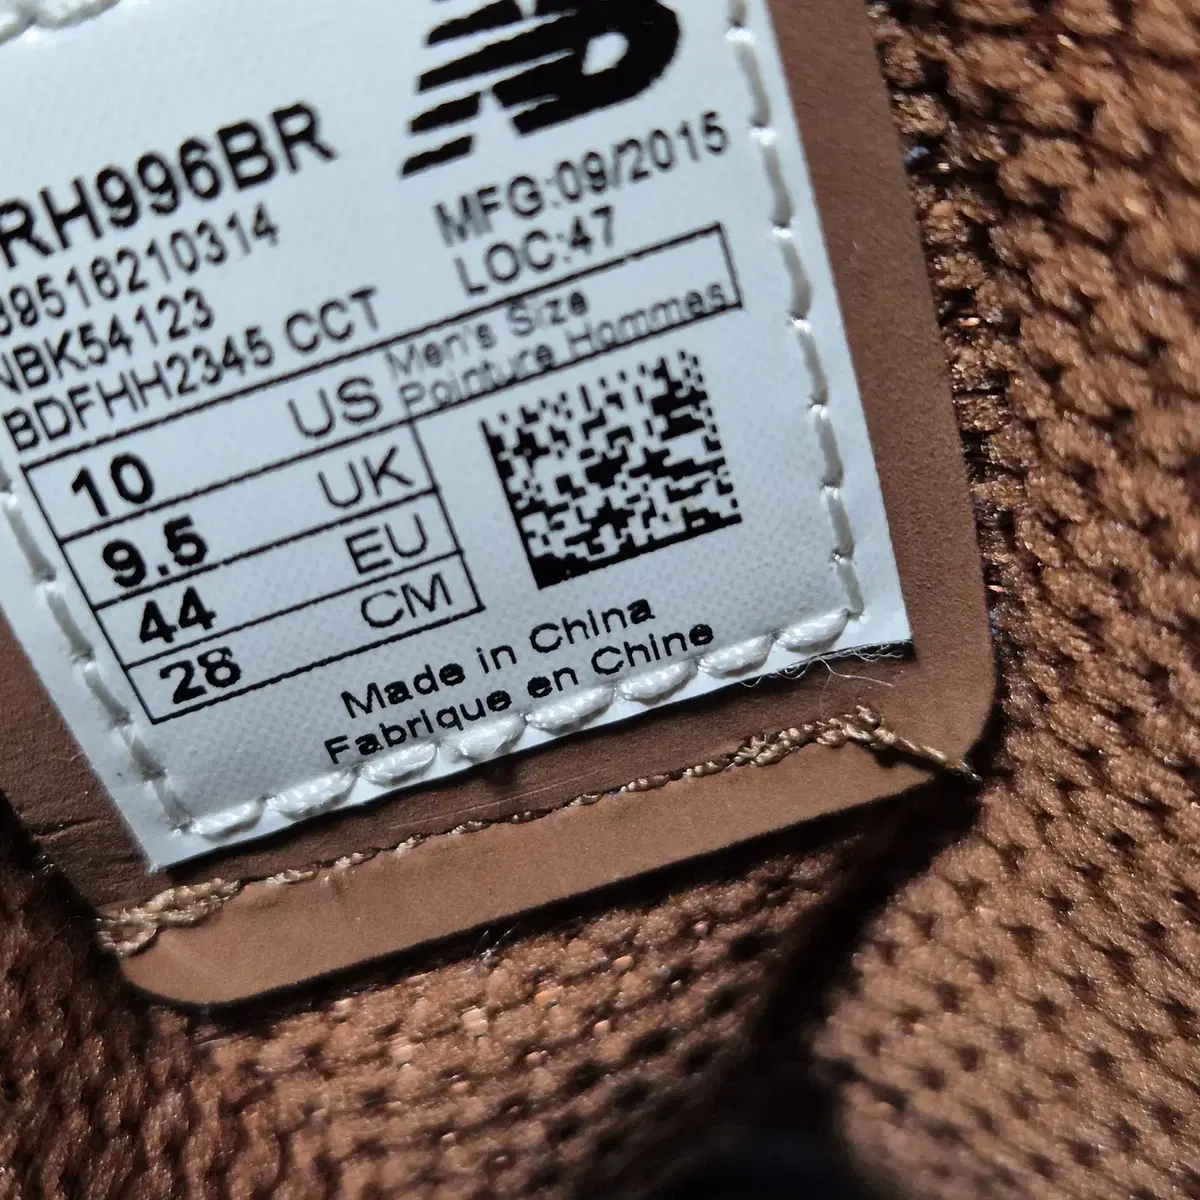 RH996BR
MFG:09/2015
LOC:47
89516210314
NBK54123
BDFHH2345 CCT
Men's Size
Pointure Hommes
10 US
9.5 UK
44 EU
28 CM
Made in China
Fabrique en Chine